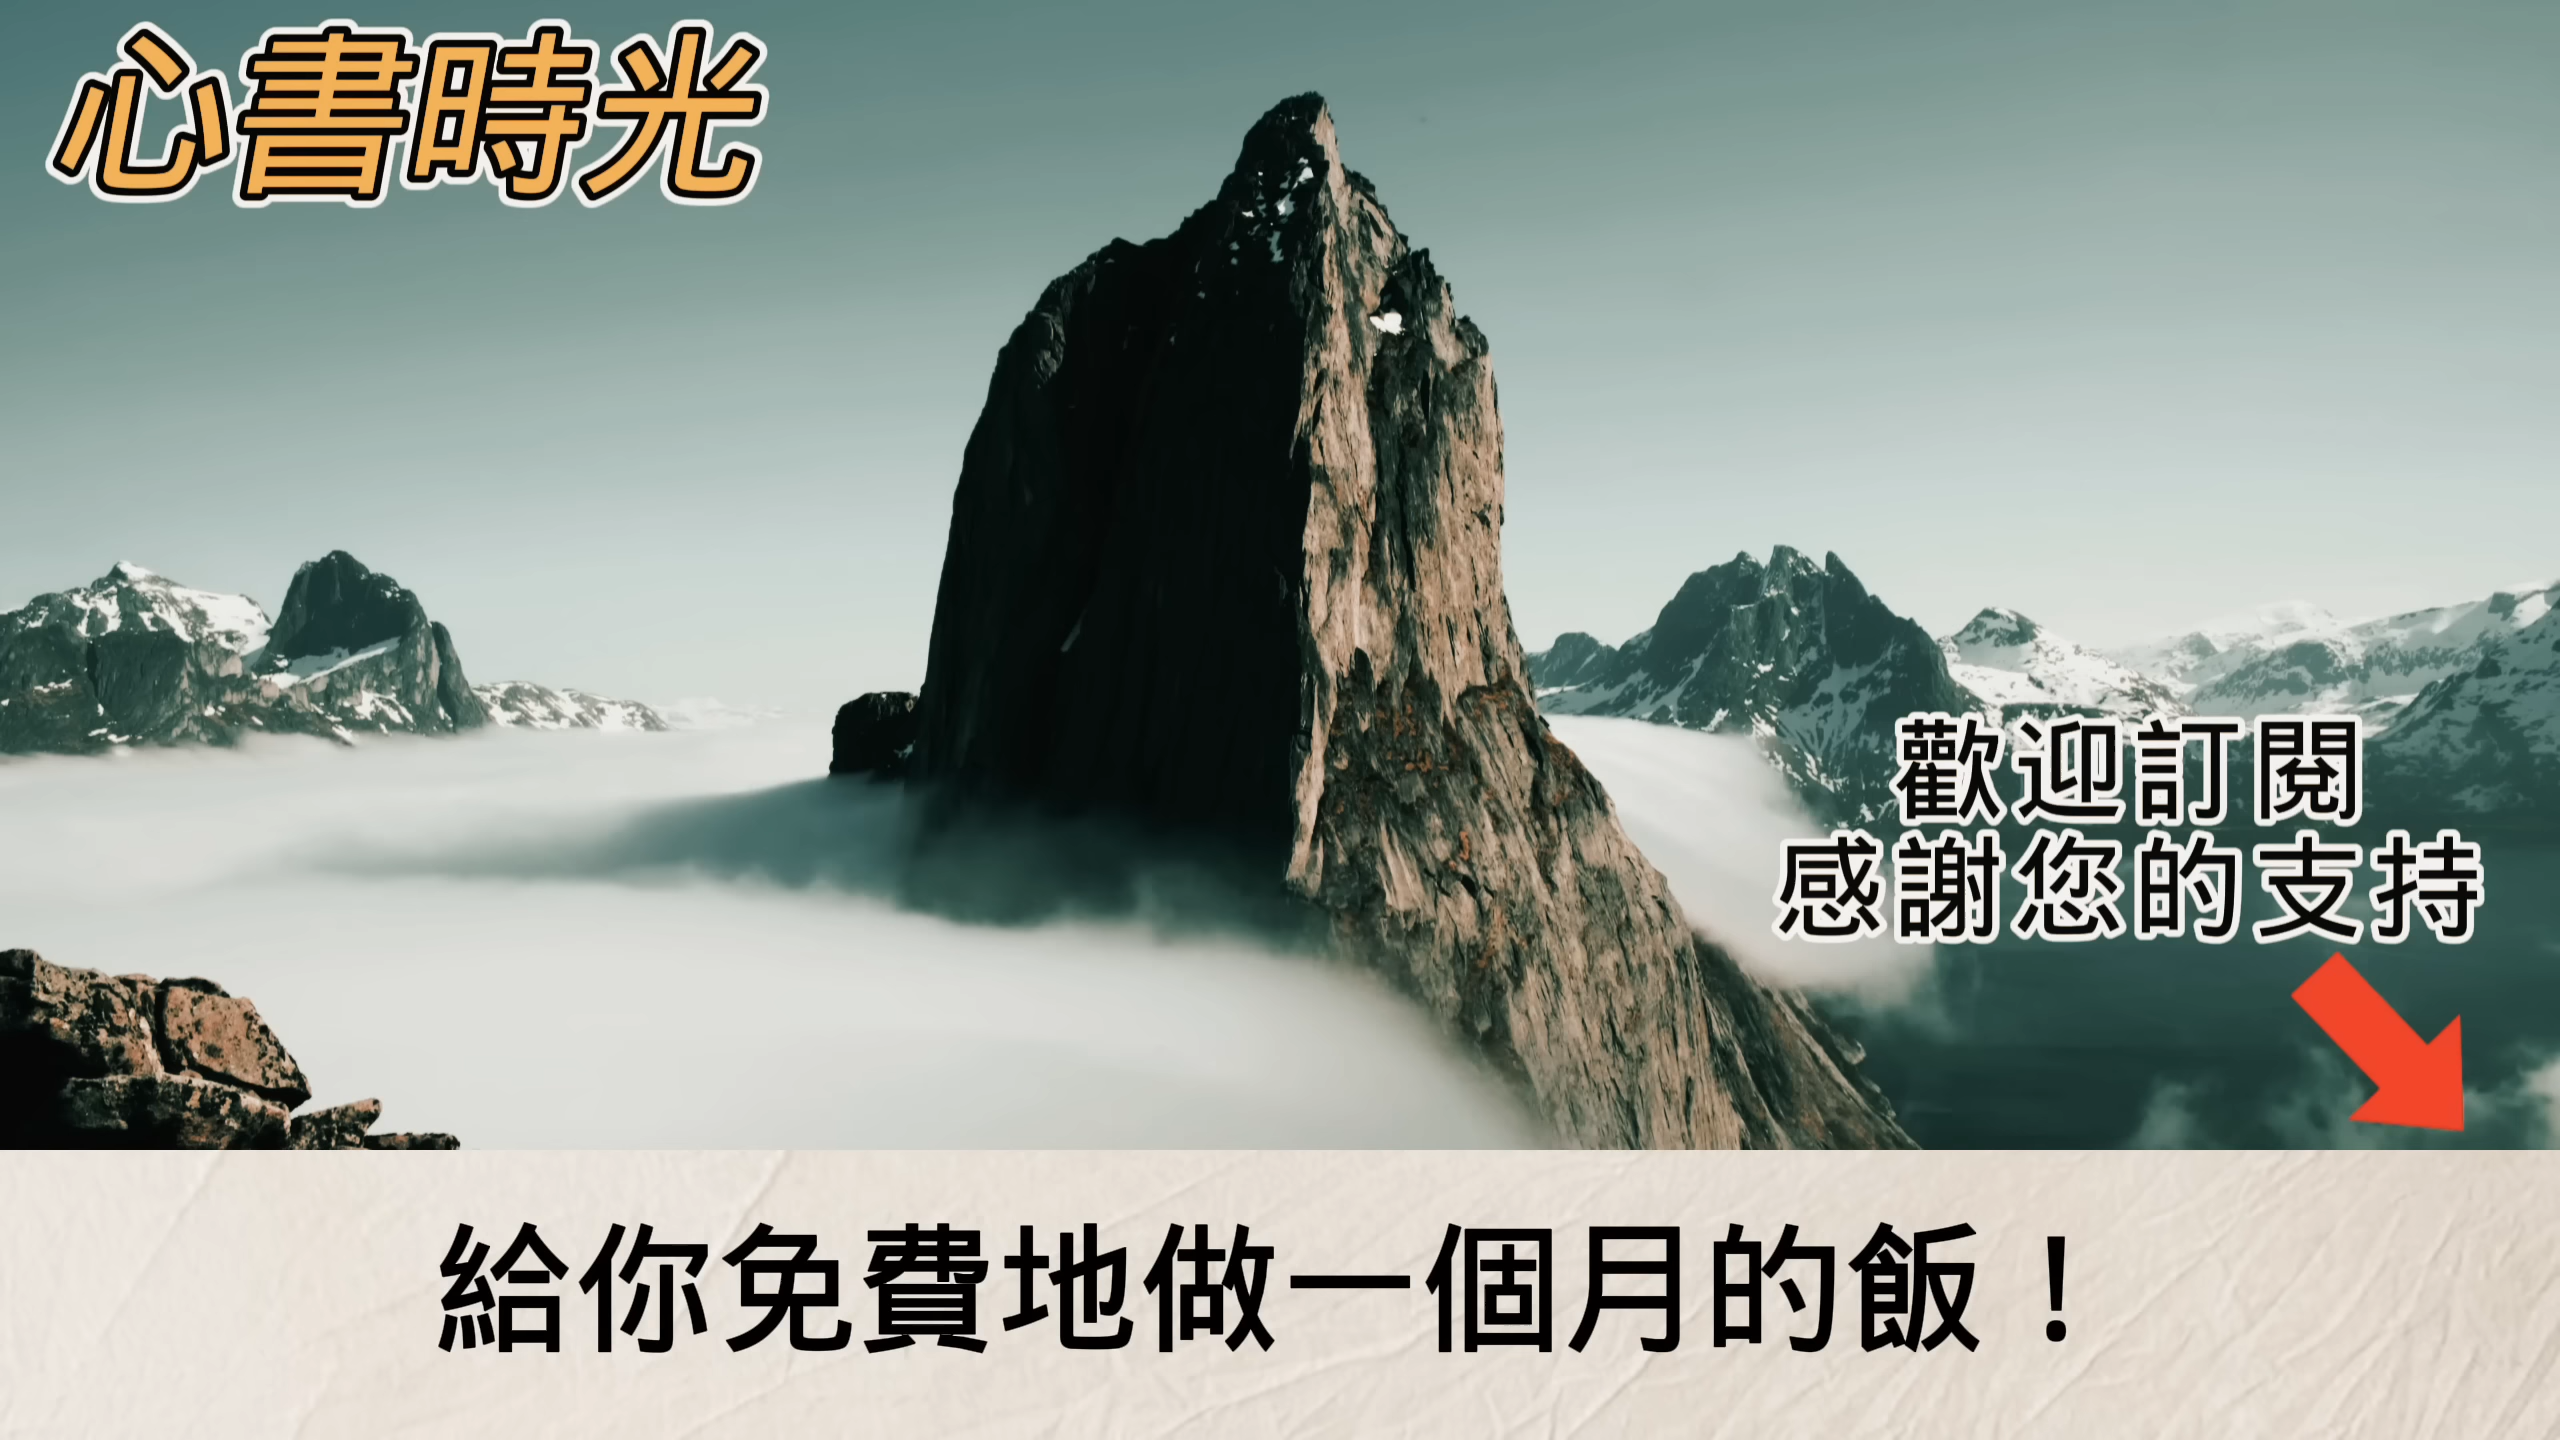 心書時光
歡迎訂閱
感謝您的支持
給你免費地做一個月的飯！